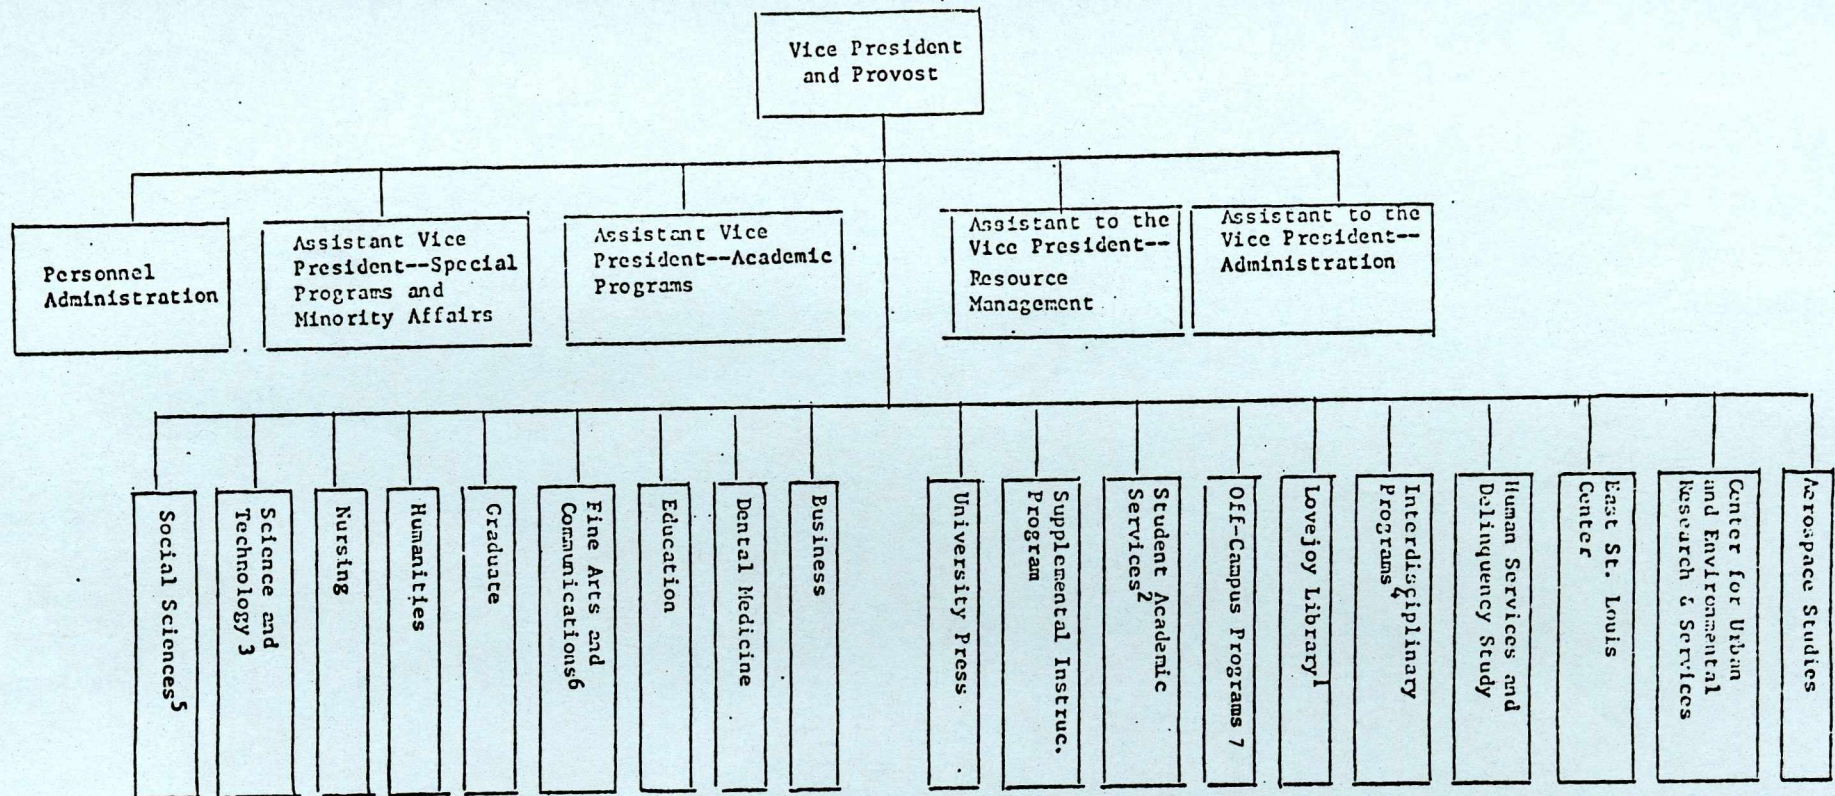 Vice President
and Provost
Personnel
Administration
Assistant Vice
President--Special
Programs and
Minority Affairs
Assistant Vice
President--Academic
Programs
Assistant to the
Vice President--
Resource
Management
Assistant to the
Vice President--
Administration
Social Sciences5
Science and
Technology 3
Nursing
Humanities
Graduate
Fine Arts and
Communications6
Education
Dental Medicine
Business
University Press
Supplemental Instruc.
Program
Student Academic
Services2
Off-Campus Programs 7
Lovejoy Library1
Interdisciplinary
Programs4
Human Services and
Delinquency Study
East St. Louis
Center
Center for Urban
and Environmental
Research & Services
Aerospace Studies